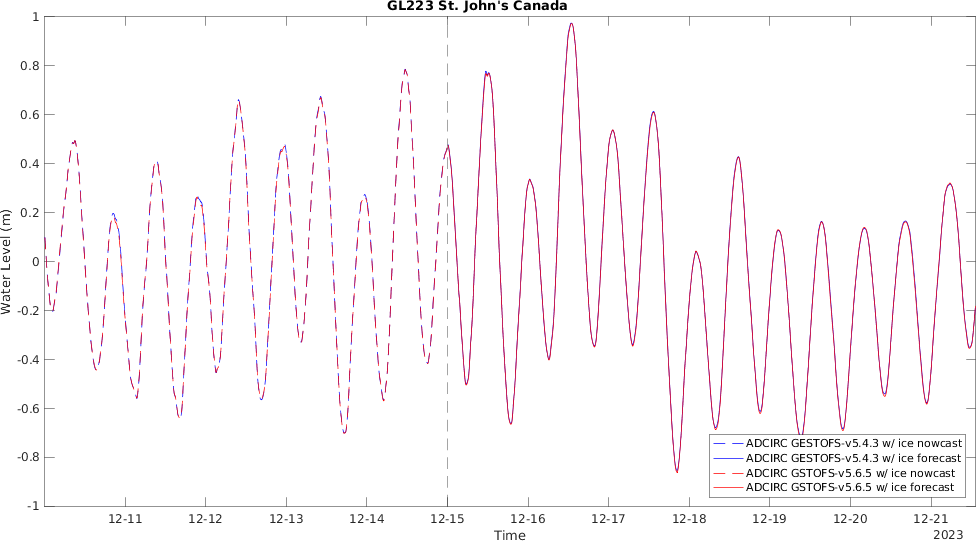 GL223 St. John's Canada
1
0.8
0.6
0.4
0.2
0
-0.2
-0.4
-0.6
-0.8
-1
Water Level (m)
ADCIRC GESTOFS-v5.4.3 w/ ice nowcast
ADCIRC GESTOFS-v5.4.3 w/ ice forecast
ADCIRC GSTOFS-v5.6.5 w/ ice nowcast
ADCIRC GSTOFS-v5.6.5 w/ ice forecast
12-11 12-12 12-13 12-14 12-15 12-16 12-17 12-18 12-19 12-20 12-21
Time
2023